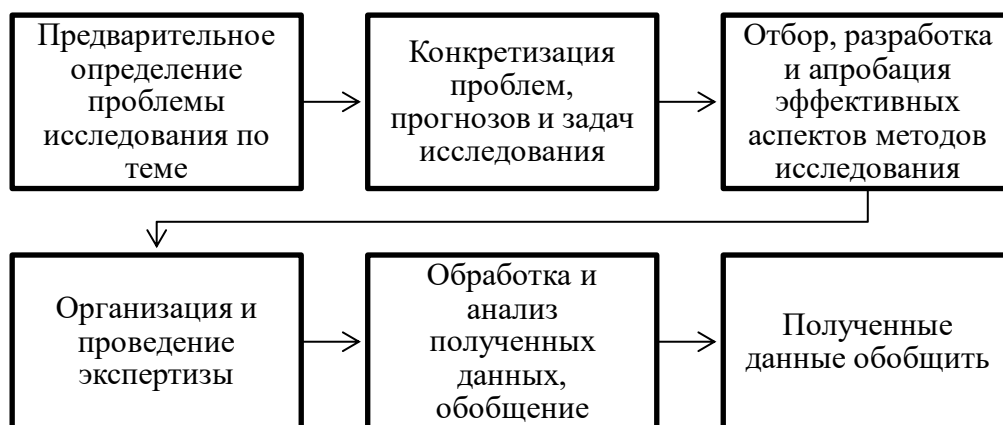 Предварительное
определение
проблемы
исследования по
теме
Конкретизация
проблем,
прогнозов и задач
исследования
Отбор, разработка
и апробация
эффективных
аспектов методов
исследования
Организация и
проведение
экспертизы
Обработка и
анализ
полученных
данных,
обобщение
Полученные
данные обобщить